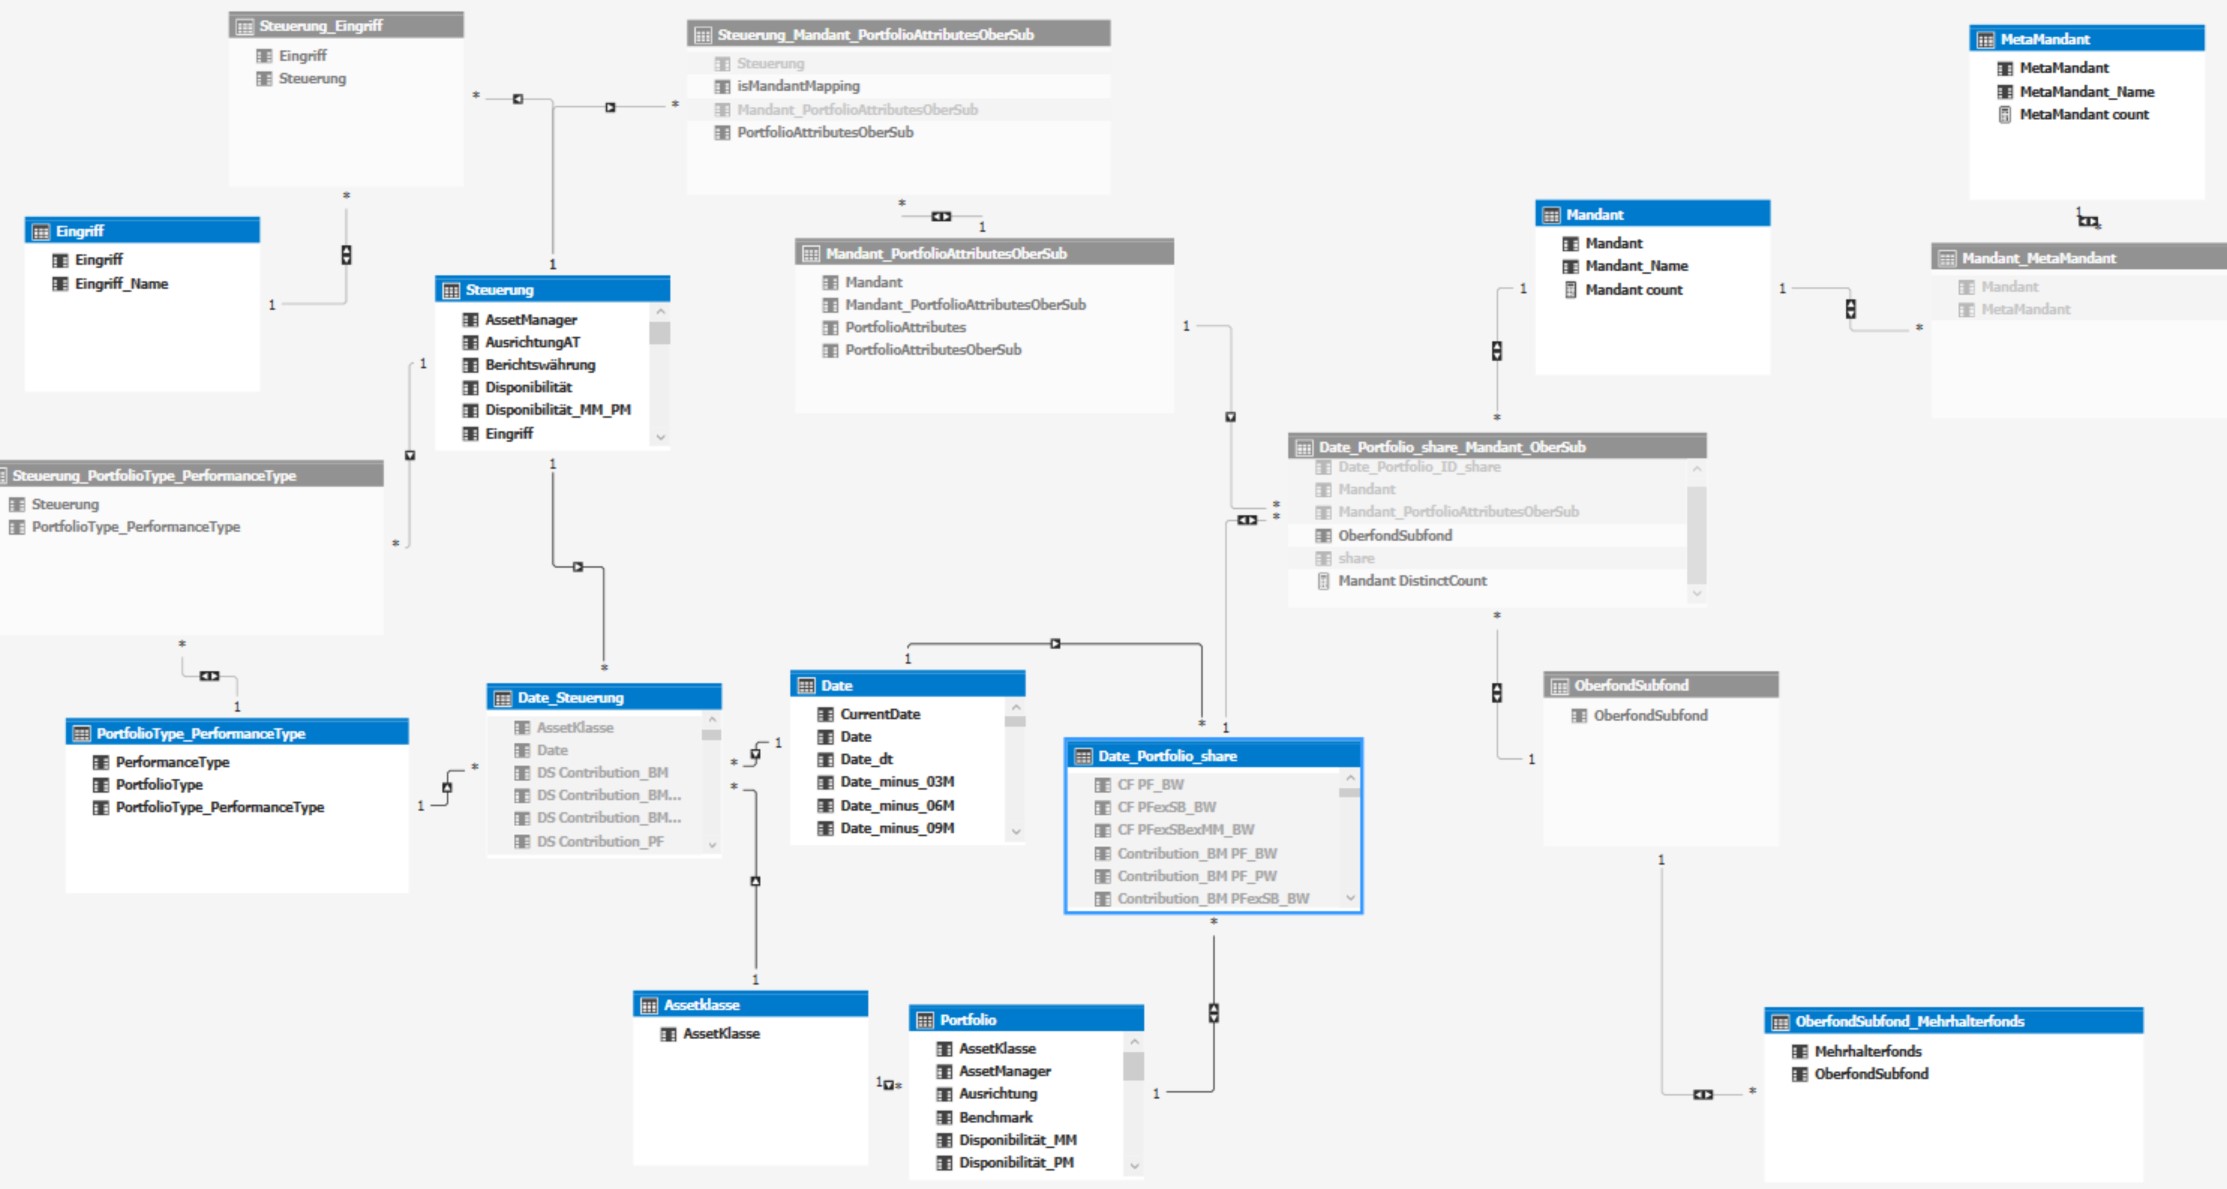 Steuerung_Eingriff
Eingriff
Steuerung
*
Steuerung_Mandant_PortfolioAttributesOberSub
Steuerung
isMandantMapping
Mandant_PortfolioAttributesOberSub
PortfolioAttributesOberSub
*
MetaMandant
MetaMandant
MetaMandant_Name
MetaMandant count
*
*
1
1
*
Eingriff
Eingriff
Eingriff_Name
1
1
Steuerung
AssetManager
AusrichtungAT
Berichtswährung
Disponibilität
Disponibilität_MM_PM
Eingriff
1
1
Mandant_PortfolioAttributesOberSub
Mandant
Mandant_PortfolioAttributesOberSub
PortfolioAttributes
PortfolioAttributesOberSub
1
Mandant
Mandant
Mandant_Name
Mandant count
1
1
*
*
Mandant_MetaMandant
Mandant
MetaMandant
Steuerung_PortfolioType_PerformanceType
Steuerung
PortfolioType_PerformanceType
*
*
1
Date_Portfolio_share_Mandant_OberSub
Date_Portfolio_ID_share
Mandant
Mandant_PortfolioAttributesOberSub
OberfondSubfond
share
Mandant DistinctCount
*
*
*
PortfolioType_PerformanceType
PerformanceType
PortfolioType
PortfolioType_PerformanceType
1
*
*
Date_Steuerung
AssetKlasse
Date
DS Contribution_BM
DS Contribution_BM...
DS Contribution_BM...
DS Contribution_PF
*
*
1
1
Date
CurrentDate
Date
Date_dt
Date_minus_03M
Date_minus_06M
Date_minus_09M
*
1
Date_Portfolio_share
CF PF_BW
CF PFexSB_BW
CF PFexSBexMM_BW
Contribution_BM PF_BW
Contribution_BM PF_PW
Contribution_BM PFexSB_BW
*
1
OberfondSubfond
OberfondSubfond
1
1
Assetklasse
AssetKlasse
1
*
Portfolio
AssetKlasse
AssetManager
Ausrichtung
Benchmark
Disponibilität_MM
Disponibilität_PM
1
*
OberfondSubfond_Mehrhalterfonds
Mehrhalterfonds
OberfondSubfond